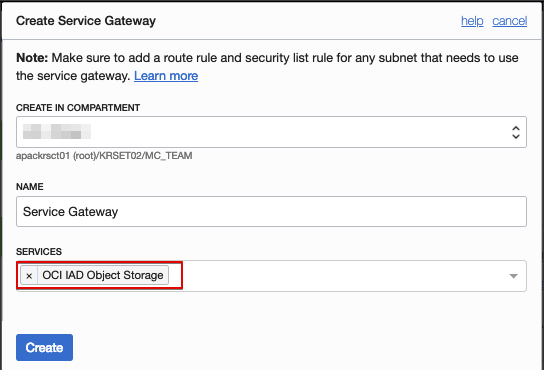 Create Service Gateway help cancel
Note: Make sure to add a route rule and security list rule for any subnet that needs to use
the service gateway. Learn more
CREATE IN COMPARTMENT
apackrsct01 (root)/KRSET02/MC_TEAM
NAME
Service Gateway
SERVICES
× OCI IAD Object Storage
Create